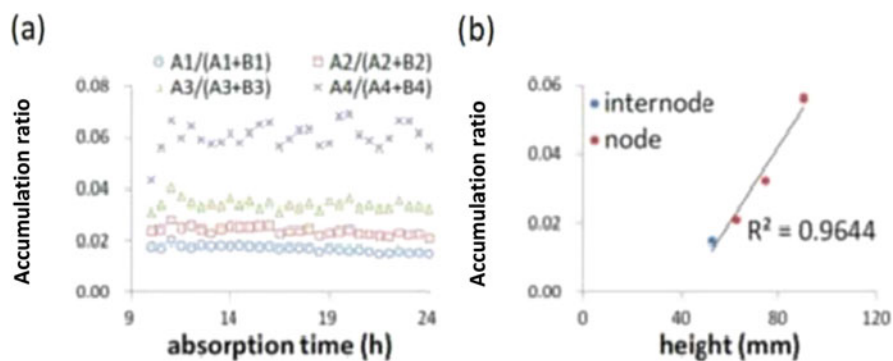 (a)
A1/(A1+B1) A2/(A2+B2)
A3/(A3+B3) A4/(A4+B4)
0.08
0.06
0.04
0.02
0.00
Accumulation ratio
9 14 19 24
absorption time (h)
(b)
internode
node
0.06
0.04
0.02
0.00
Accumulation ratio
R² = 0.9644
0 40 80 120
height (mm)